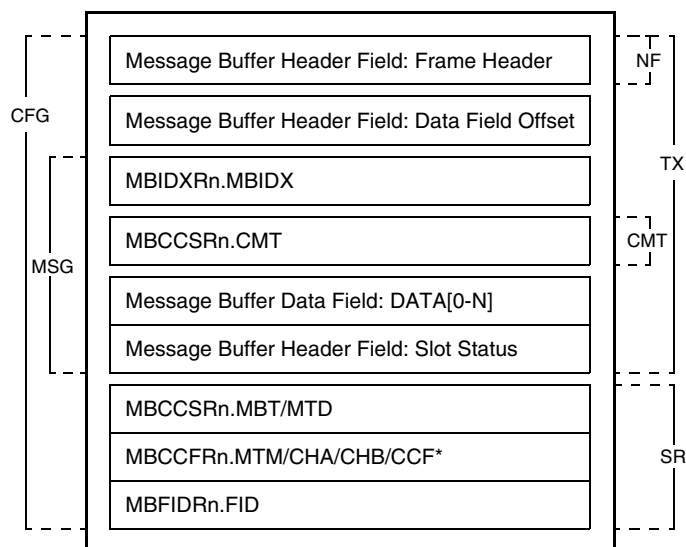 Message Buffer Header Field: Frame Header
NF
CFG
Message Buffer Header Field: Data Field Offset
TX
MBIDXRn.MBIDX
MBCCSRn.CMT
CMT
MSG
Message Buffer Data Field: DATA[0-N]
Message Buffer Header Field: Slot Status
MBCCSRn.MBT/MTD
MBCCFRn.MTM/CHA/CHB/CCF*
SR
MBFIDRn.FID